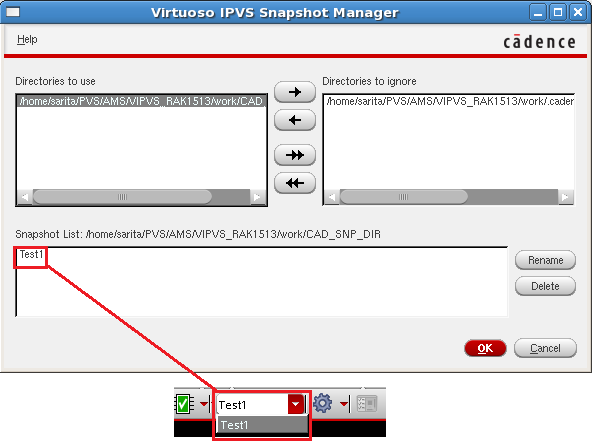 Virtuoso IPVS Snapshot Manager
Help
cādence
Directories to use
Directories to ignore
/home/sarita/PVS/AMS/VIPVS_RAK1513/work/CAD
/home/sarita/PVS/AMS/VIPVS_RAK1513/work/.cader
Snapshot List: /home/sarita/PVS/AMS/VIPVS_RAK1513/work/CAD_SNP_DIR
Test1
Rename
Delete
OK
Cancel
Test1
Test1